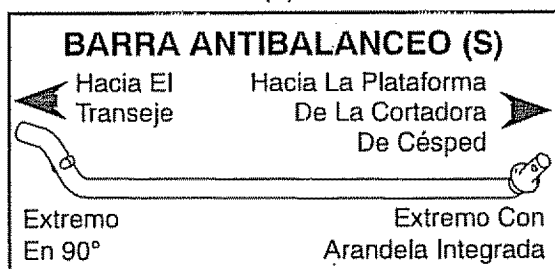 BARRA ANTIBALANCEO (S)
Hacia El
Transeje
Hacia La Plataforma
De La Cortadora
De Césped
Extremo
En 90°
Extremo Con
Arandela Integrada